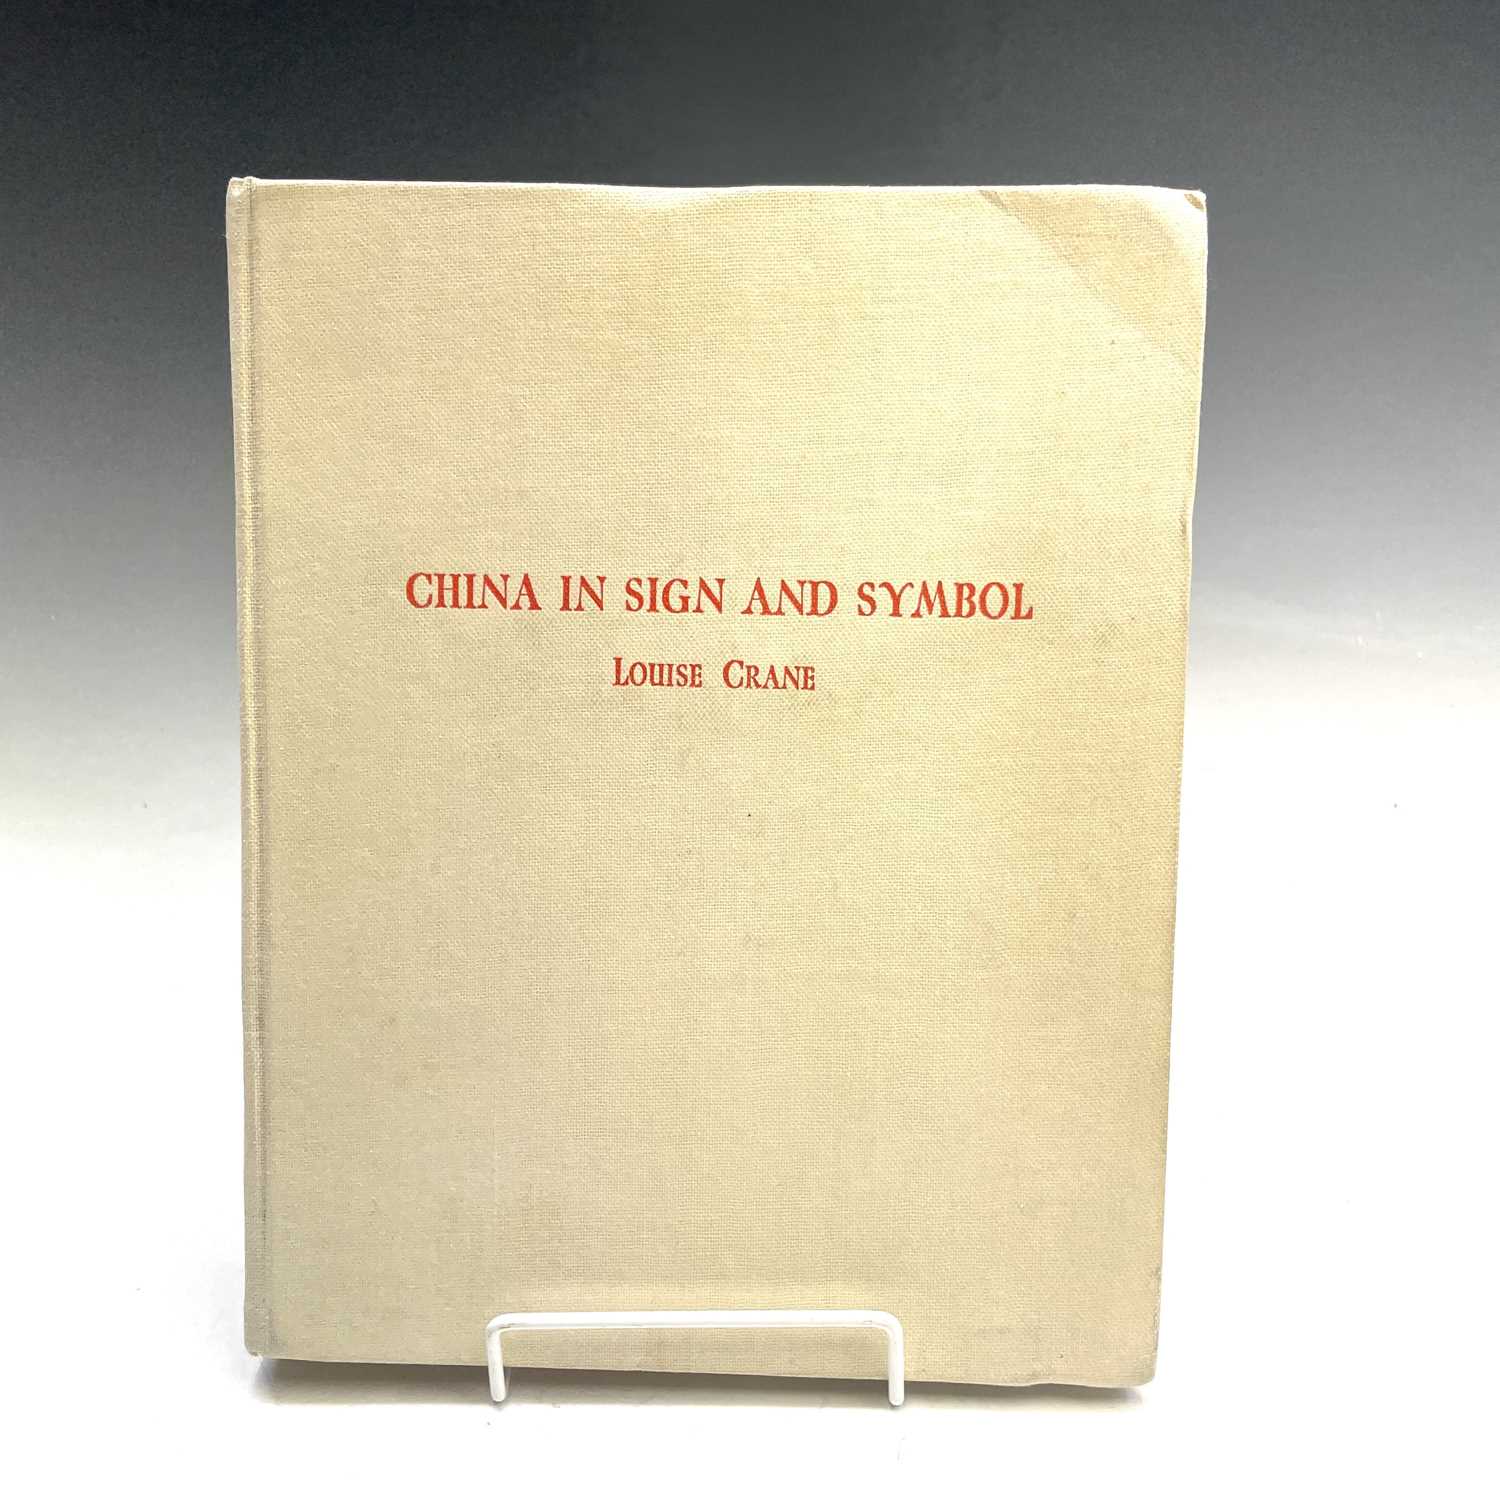 CHINA IN SIGN AND SYMBOL
LOUISE CRANE